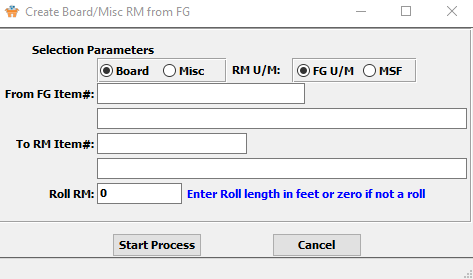 Create Board/Misc RM from FG
Selection Parameters
Board Misc RM U/M: FG U/M MSF
From FG Item#:
To RM Item#:
Roll RM: 0 Enter Roll length in feet or zero if not a roll
Start Process Cancel